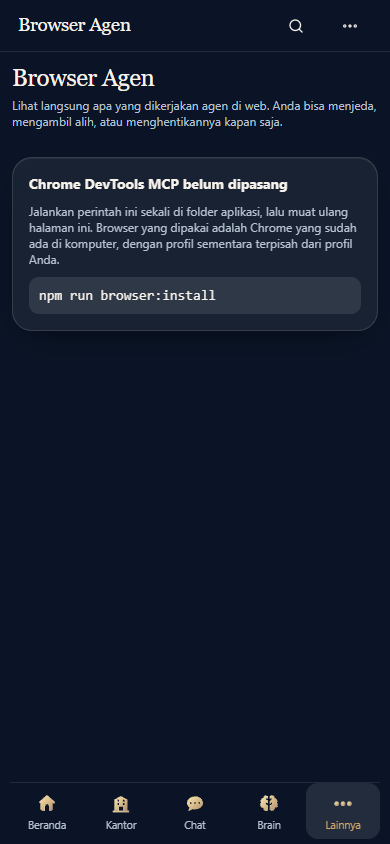 Browser Agen
Browser Agen
Lihat langsung apa yang dikerjakan agen di web. Anda bisa menjeda,
mengambil alih, atau menghentikannya kapan saja.
Chrome DevTools MCP belum dipasang
Jalankan perintah ini sekali di folder aplikasi, lalu muat ulang
halaman ini. Browser yang dipakai adalah Chrome yang sudah
ada di komputer, dengan profil sementara terpisah dari profil
Anda.
npm run browser:install
Beranda Kantor Chat Brain Lainnya